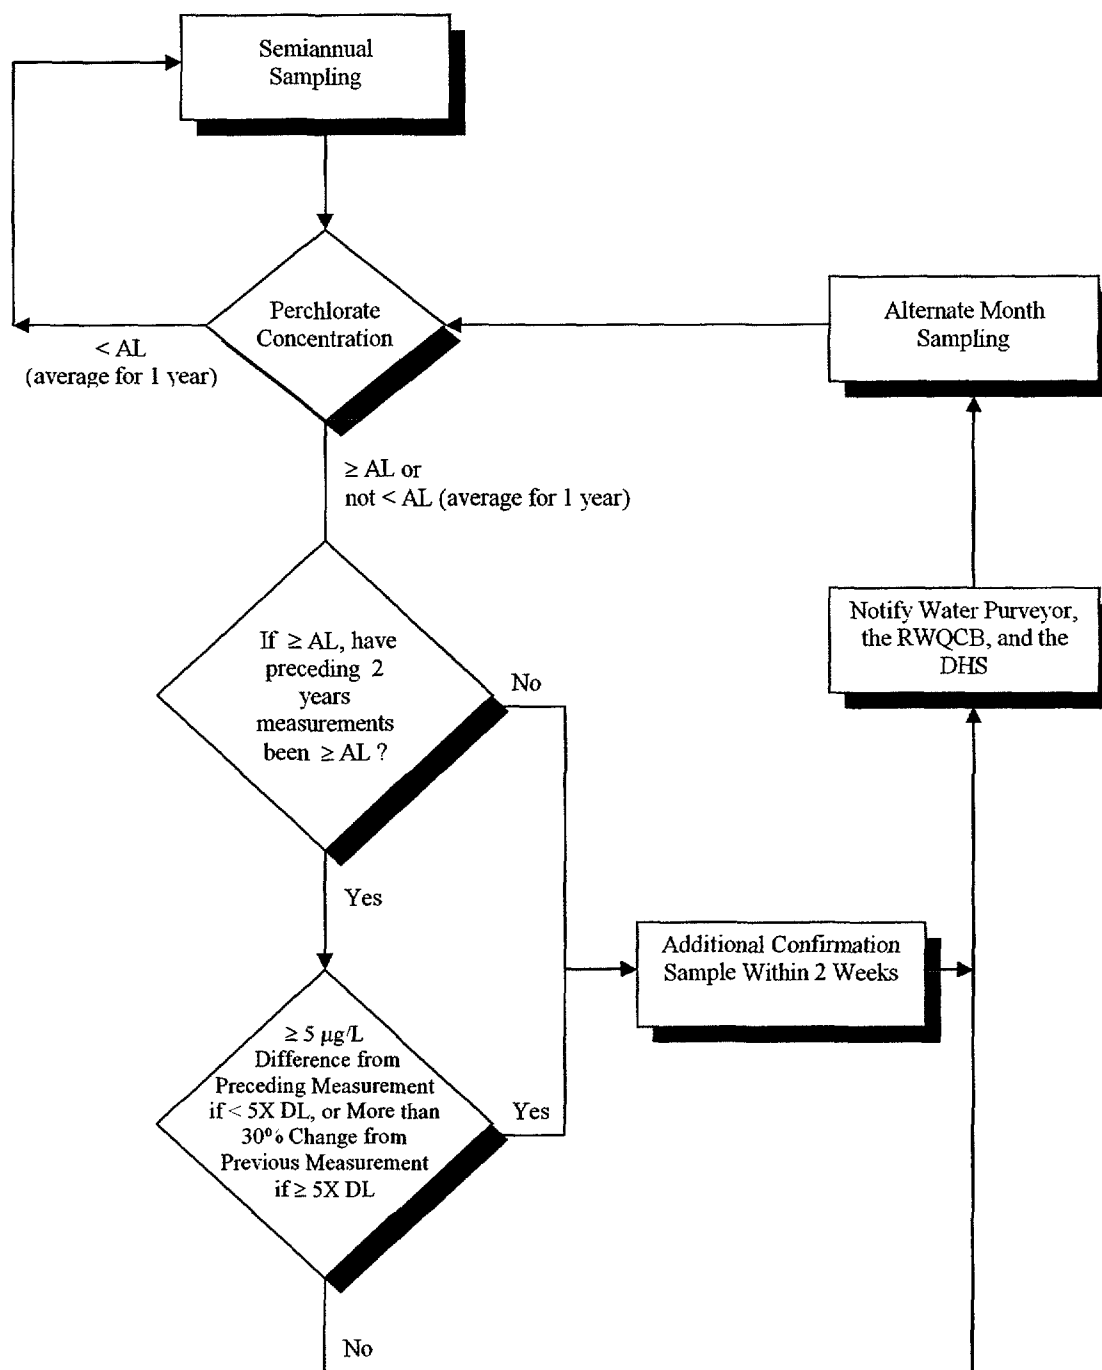 Semiannual
Sampling
Perchlorate
Concentration
Alternate Month
Sampling
< AL
(average for 1 year)
≥ AL or
not < AL (average for 1 year)
Notify Water Purveyor,
the RWQCB, and the
DHS
If ≥ AL, have
preceding 2
years
measurements
been ≥ AL ?
No
Yes
Additional Confirmation
Sample Within 2 Weeks
≥ 5 µg/L
Difference from
Preceding Measurement
if < 5X DL, or More than
30% Change from
Previous Measurement
if ≥ 5X DL
Yes
No